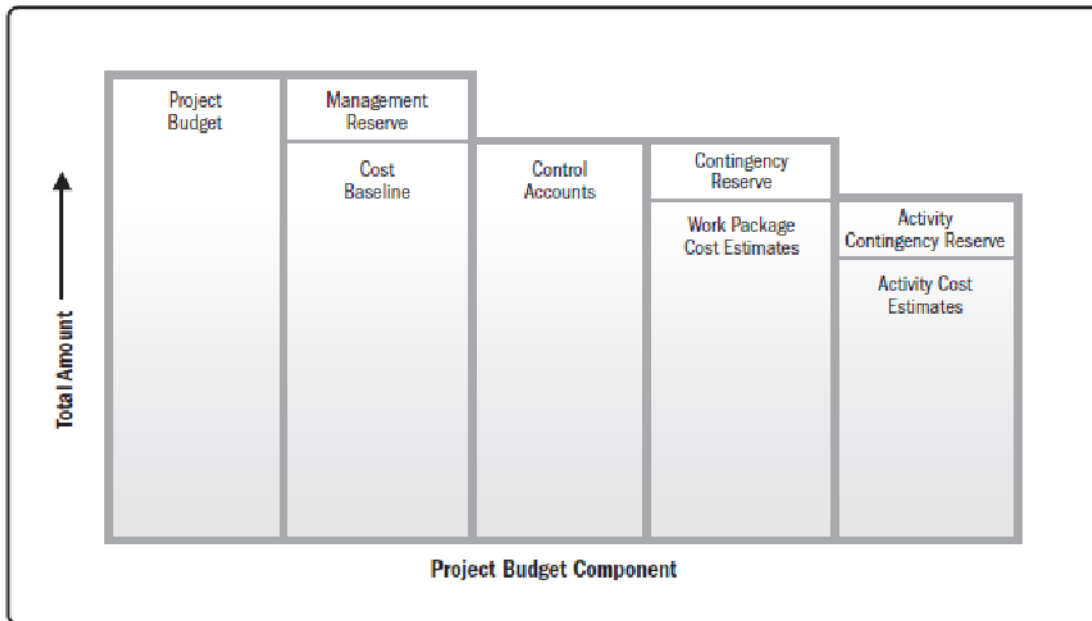 Project
Budget
Management
Reserve
Cost
Baseline
Control
Accounts
Contingency
Reserve
Work Package
Cost Estimates
Activity
Contingency Reserve
Activity Cost
Estimates
Total Amount
Project Budget Component